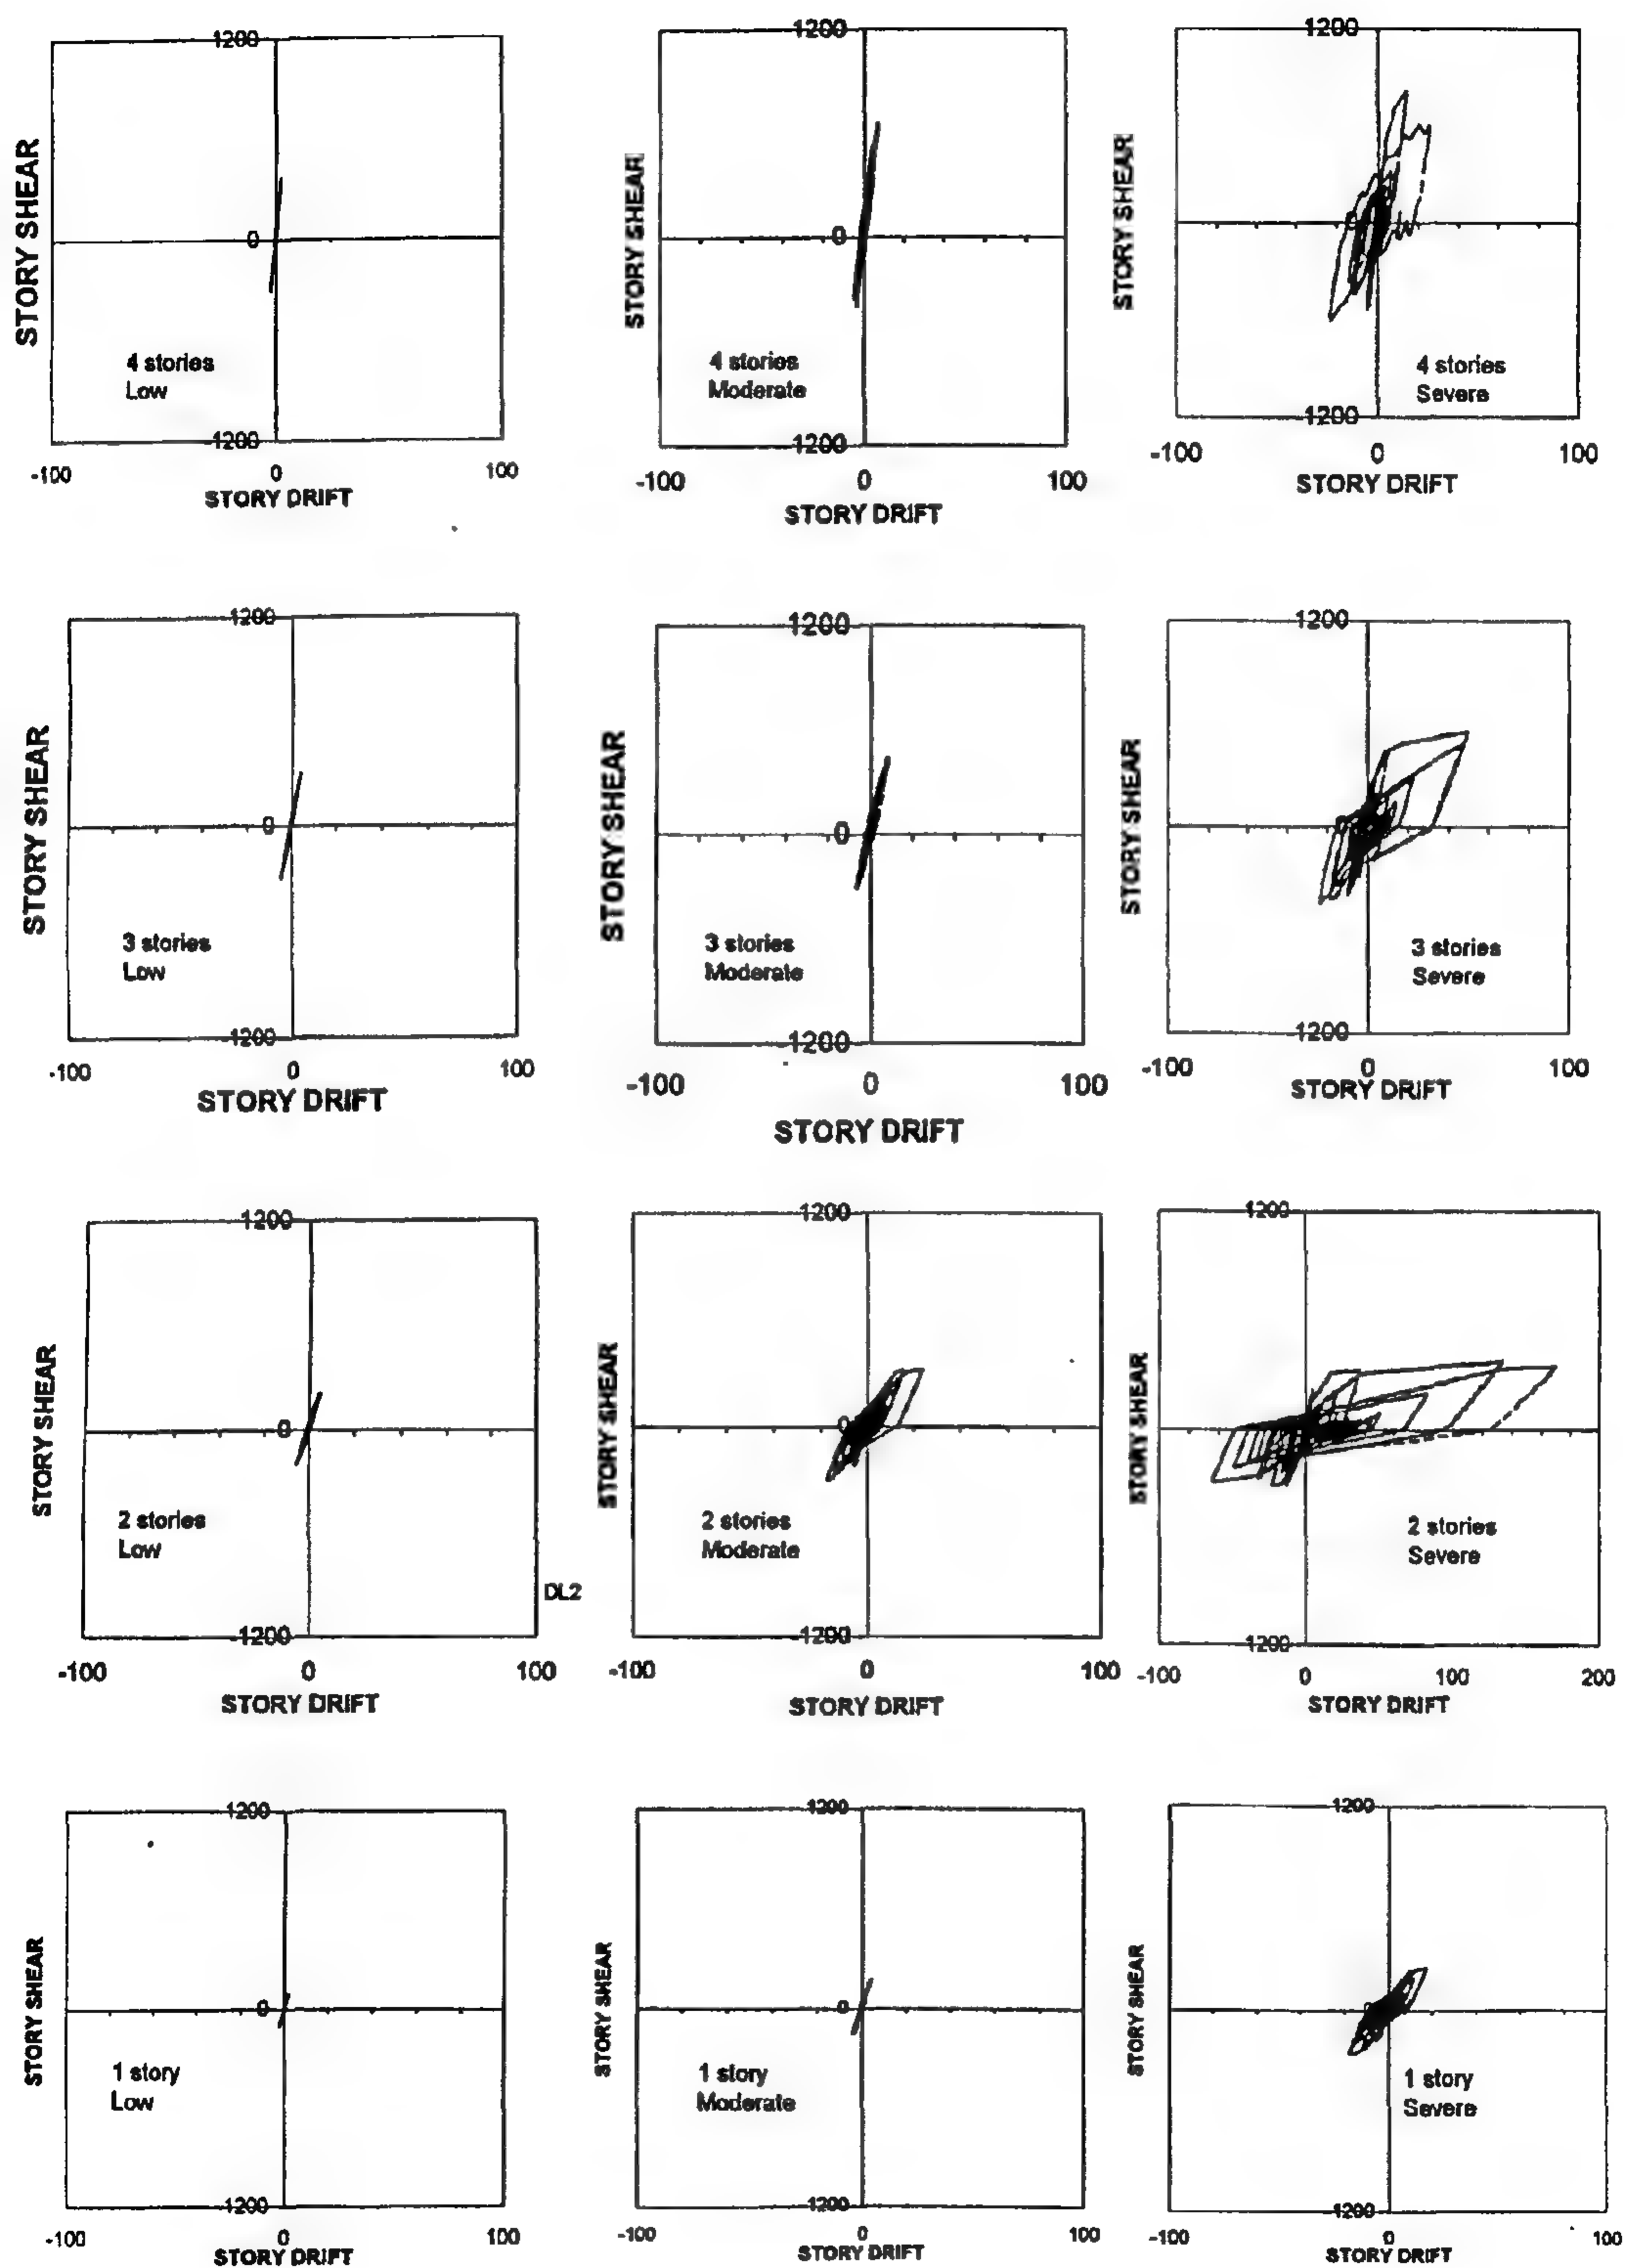 1200 1200 1200
STORY SHEAR STORY SHEAR STORY SHEAR
0 0
4 stories 4 stories 4 stories
Low Moderate Severe
-1200 -1200 -1200
-100 0 100 -100 0 100 -100 0 100
STORY DRIFT STORY DRIFT STORY DRIFT
1200 1200 1200
STORY SHEAR STORY SHEAR STORY SHEAR
0 0
3 stories 3 stories 3 stories
Low Moderate Severe
-1200 -1200 -1200
-100 0 100 -100 0 100 -100 0 100
STORY DRIFT STORY DRIFT STORY DRIFT
1200 1200 1200
STORY SHEAR STORY SHEAR STORY SHEAR
0 0
2 stories 2 stories 2 stories
Low Moderate Severe
DL2
-1200 -1200 -1200
-100 0 100 -100 0 100 -100 0 100 200
STORY DRIFT STORY DRIFT STORY DRIFT
1200 1200 1200
STORY SHEAR STORY SHEAR STORY SHEAR
0 0
1 story 1 story 1 story
Low Moderate Severe
-1200 -1200 -1200
-100 0 100 -100 0 100 -100 0 100
STORY DRIFT STORY DRIFT STORY DRIFT